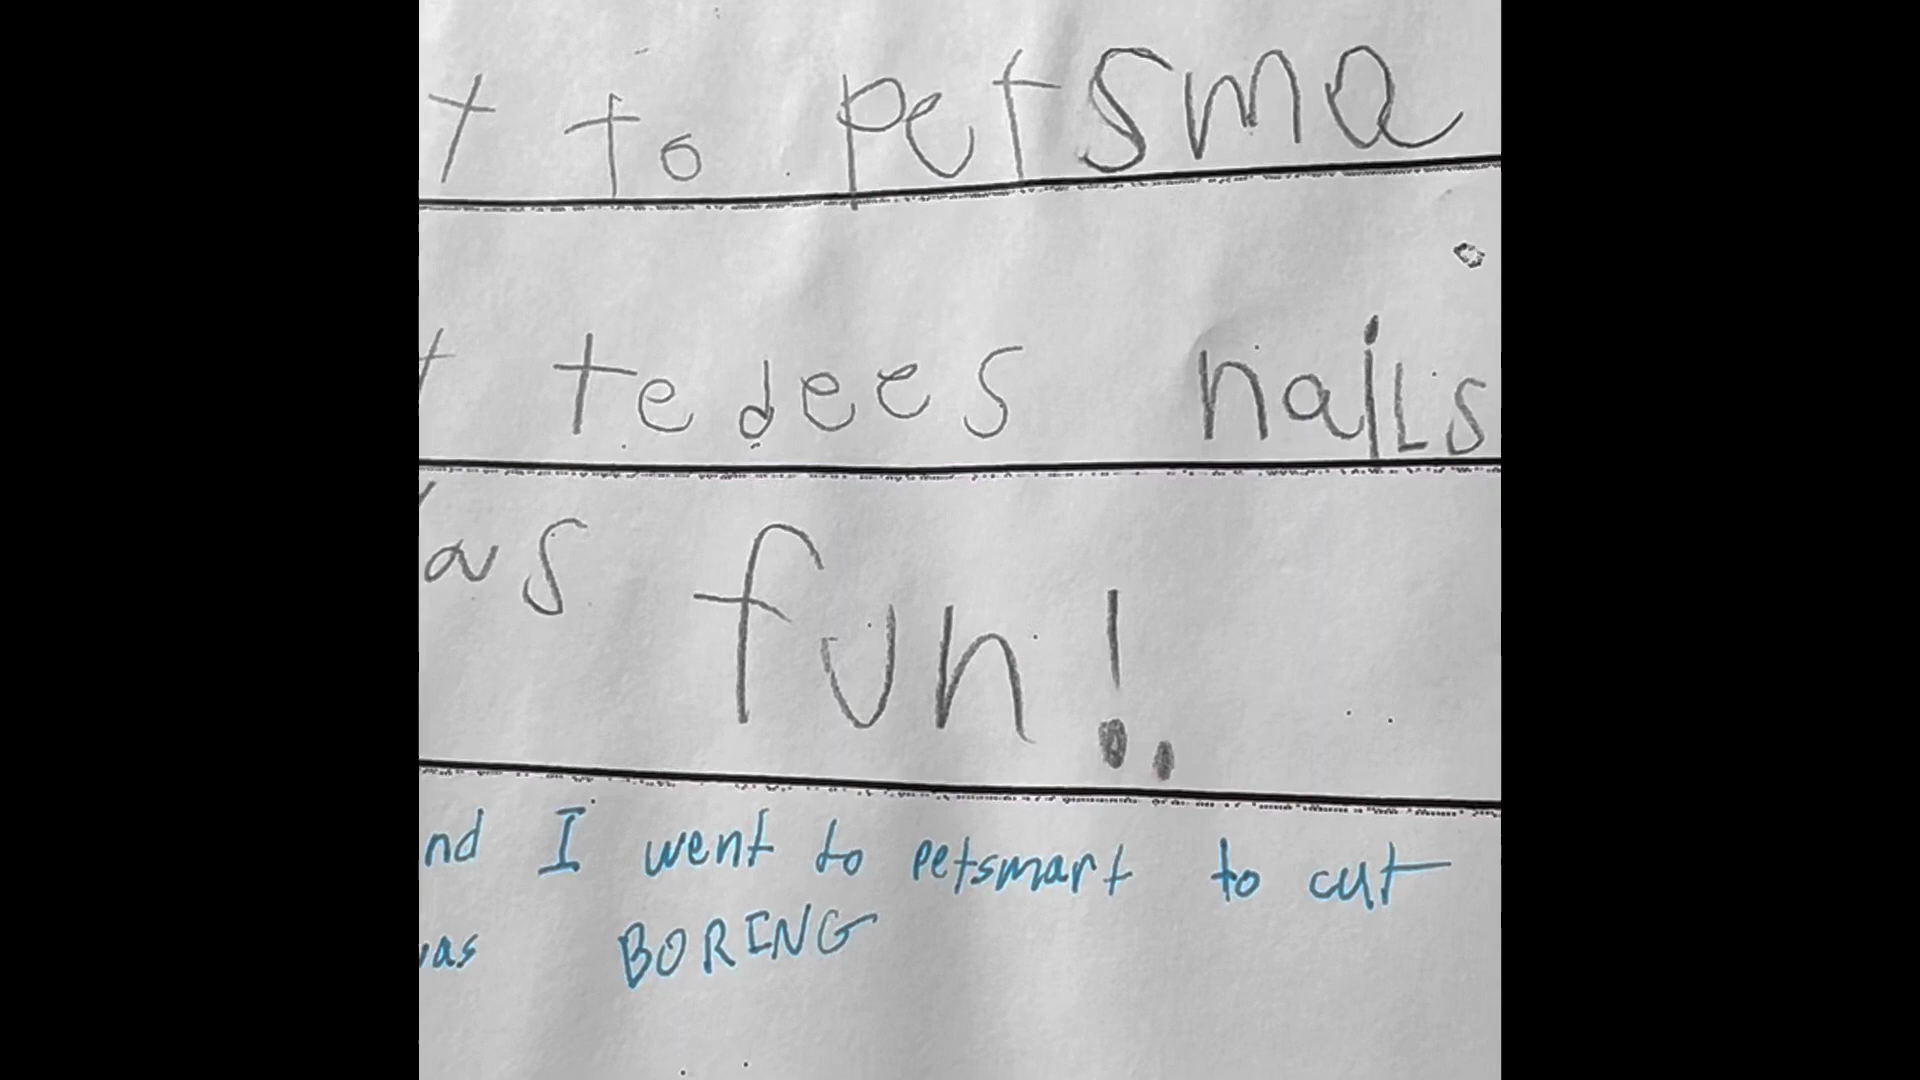 t to petsma
t tedees nails
as fun!.
nd I went to petsmart to cut
as BORING